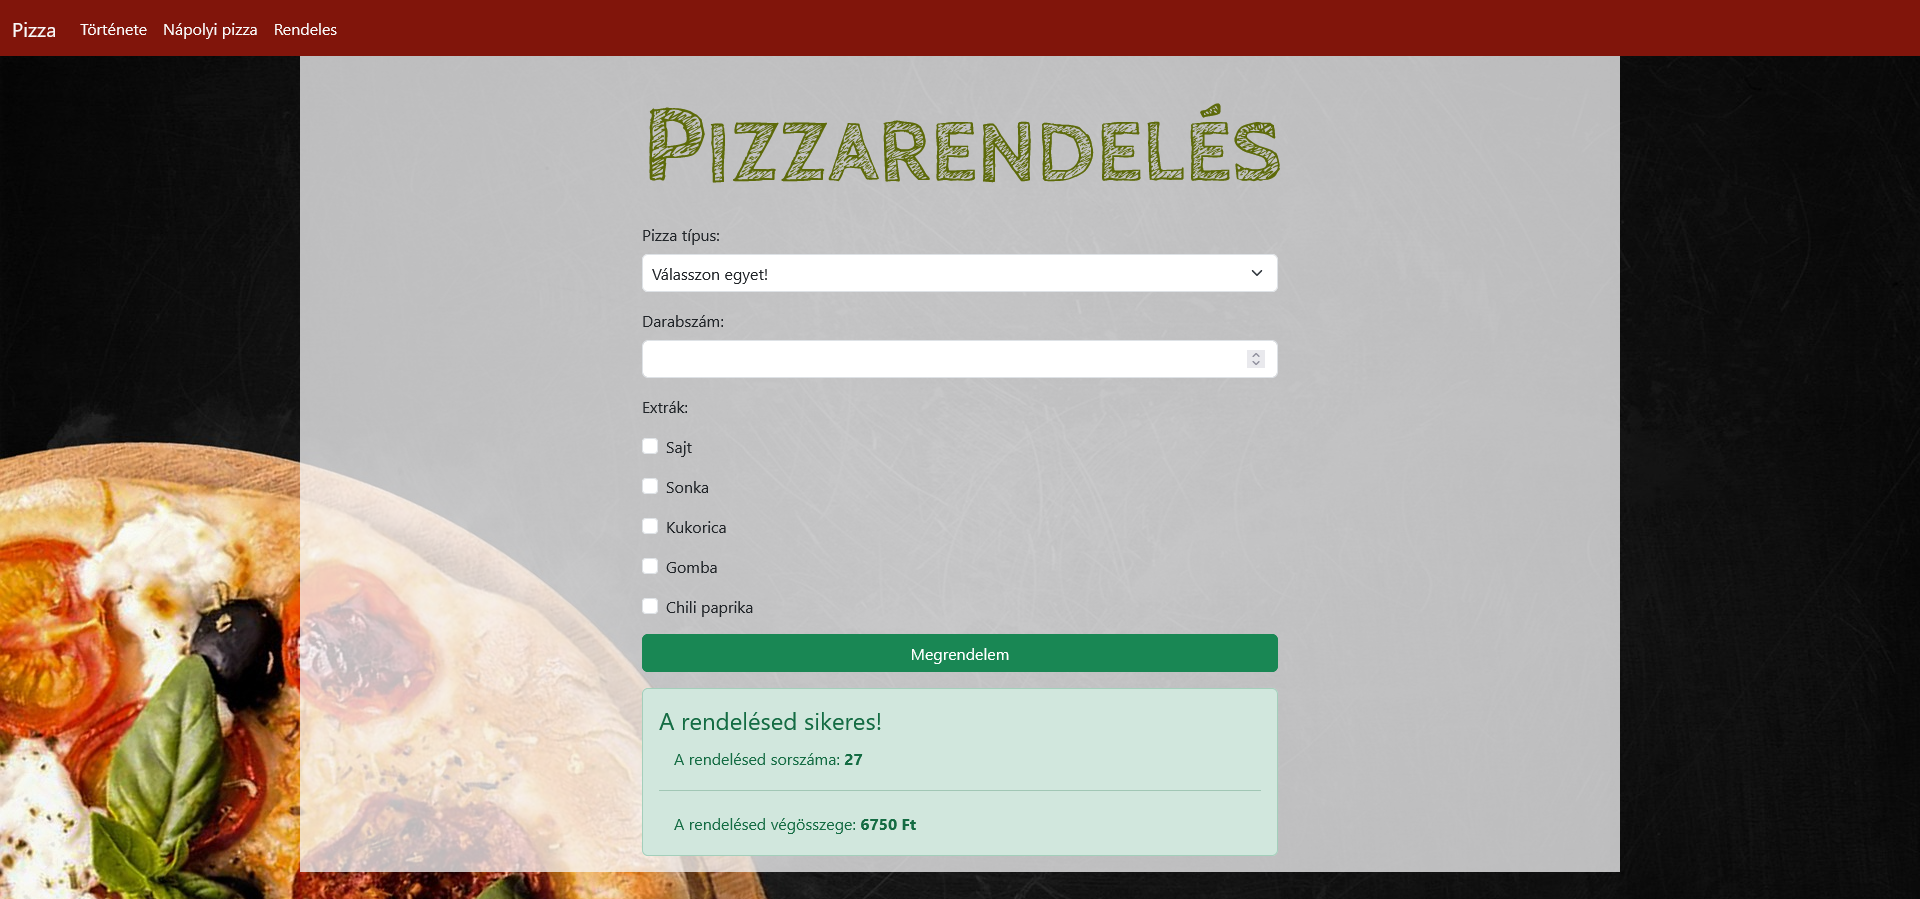 Pizza Története Nápolyi pizza Rendeles
Pizzarendelés
Pizza típus:
Válasszon egyet!
Darabszám:
Extrák:
Sajt
Sonka
Kukorica
Gomba
Chili paprika
Megrendelem
A rendelésed sikeres!
A rendelésed sorszáma: 27
A rendelésed végösszege: 6750 Ft